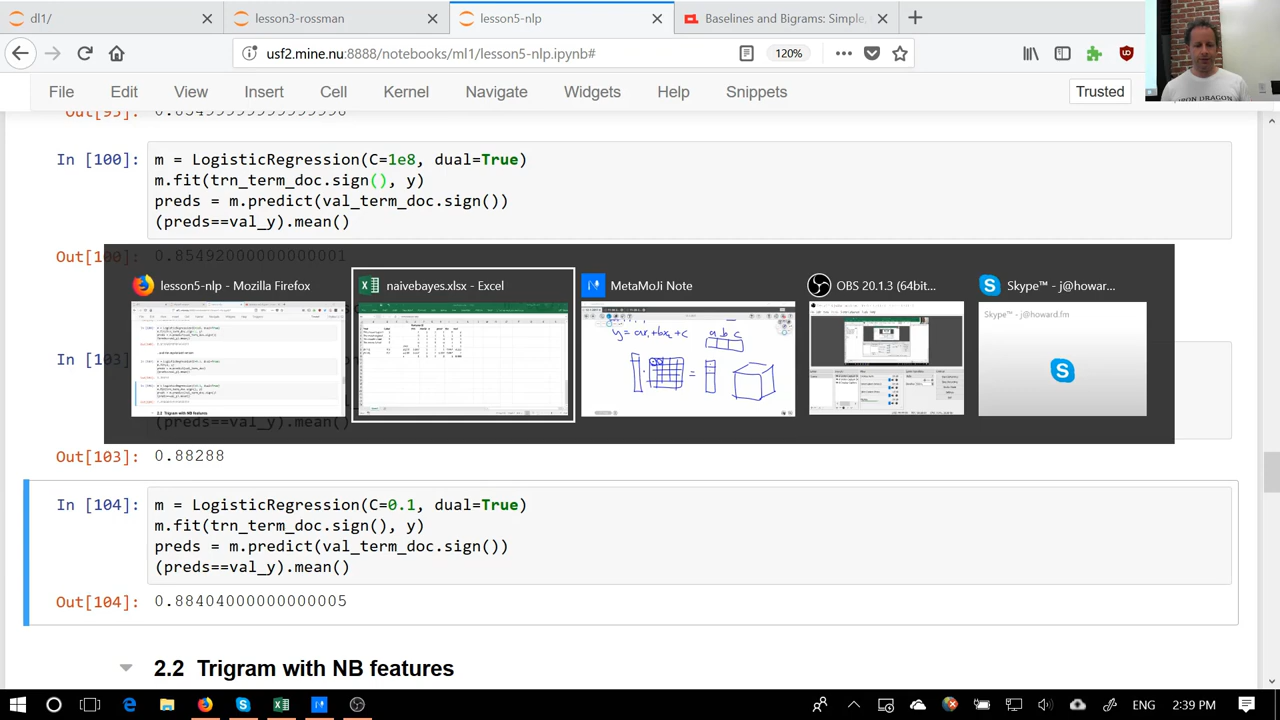 dl1/
lesson3-rossman
lesson5-nlp
Baselines and Bigrams: Simple,
usf2.mine.nu:8888/notebooks/ml1/lesson5-nlp.ipynb#
120%
File Edit View Insert Cell Kernel Navigate Widgets Help Snippets
Trusted
In [100]:
m = LogisticRegression(C=1e8, dual=True)
m.fit(trn_term_doc.sign(), y)
preds = m.predict(val_term_doc.sign())
(preds==val_y).mean()
Out[100]: 0.8549200000000001
lesson5-nlp - Mozilla Firefox
naivebayes.xlsx - Excel
MetaMoJi Note
OBS 20.1.3 (64bit...
Skype™ - j@howar...
Skype™ - j@howard.fm
In [103]:
Out[103]: 0.88288
In [104]:
m = LogisticRegression(C=0.1, dual=True)
m.fit(trn_term_doc.sign(), y)
preds = m.predict(val_term_doc.sign())
(preds==val_y).mean()
Out[104]: 0.88404000000000005
2.2 Trigram with NB features
ENG
2:39 PM